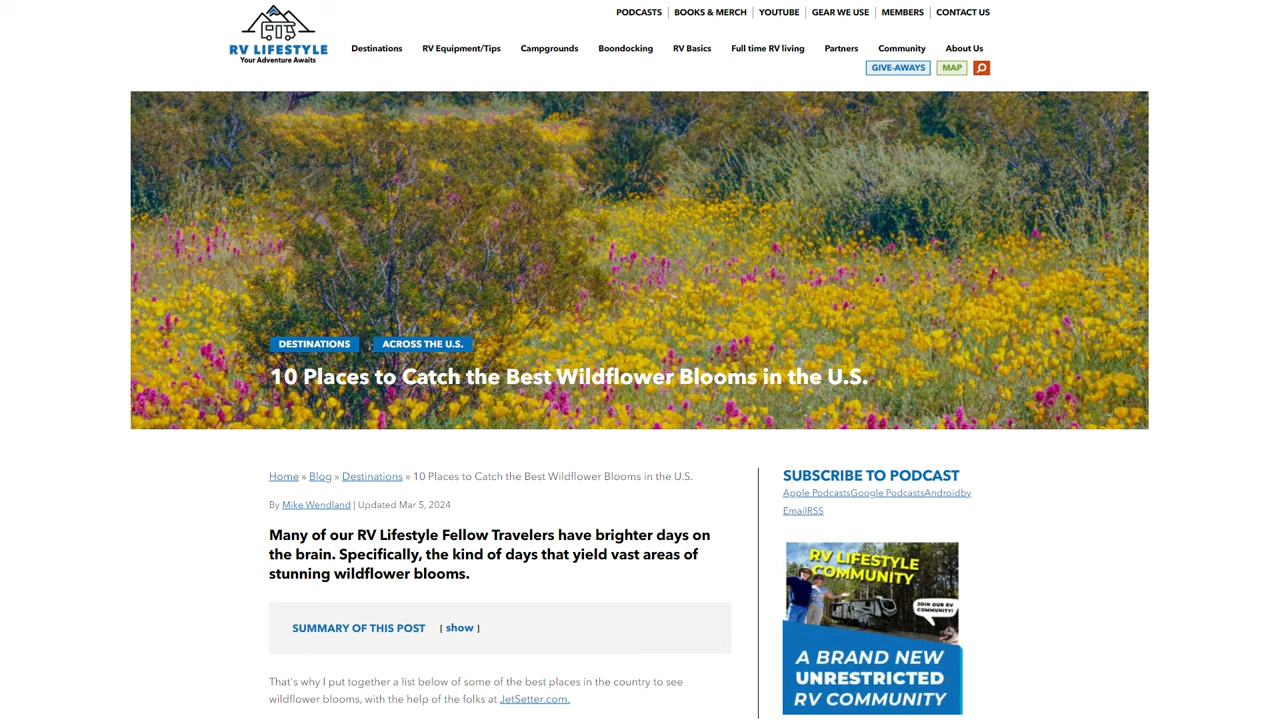 PODCASTS
BOOKS & MERCH
YOUTUBE
GEAR WE USE
MEMBERS
CONTACT US
RV LIFESTYLE
Your Adventure Awaits
Destinations
RV Equipment/Tips
Campgrounds
Boondocking
RV Basics
Full time RV living
Partners
Community
About Us
GIVE-AWAYS
MAP
DESTINATIONS
,
ACROSS THE U.S.
10 Places to Catch the Best Wildflower Blooms in the U.S.
Home » Blog » Destinations » 10 Places to Catch the Best Wildflower Blooms in the U.S.
By Mike Wendland | Updated Mar 5, 2024
Many of our RV Lifestyle Fellow Travelers have brighter days on
the brain. Specifically, the kind of days that yield vast areas of
stunning wildflower blooms.
SUMMARY OF THIS POST [ show ]
That's why I put together a list below of some of the best places in the country to see
wildflower blooms, with the help of the folks at JetSetter.com.
SUBSCRIBE TO PODCAST
Apple PodcastsGoogle PodcastsAndroidby
EmailRSS
RV LIFESTYLE
COMMUNITY
JOIN OUR RV
COMMUNITY!
A BRAND NEW
UNRESTRICTED
RV COMMUNITY